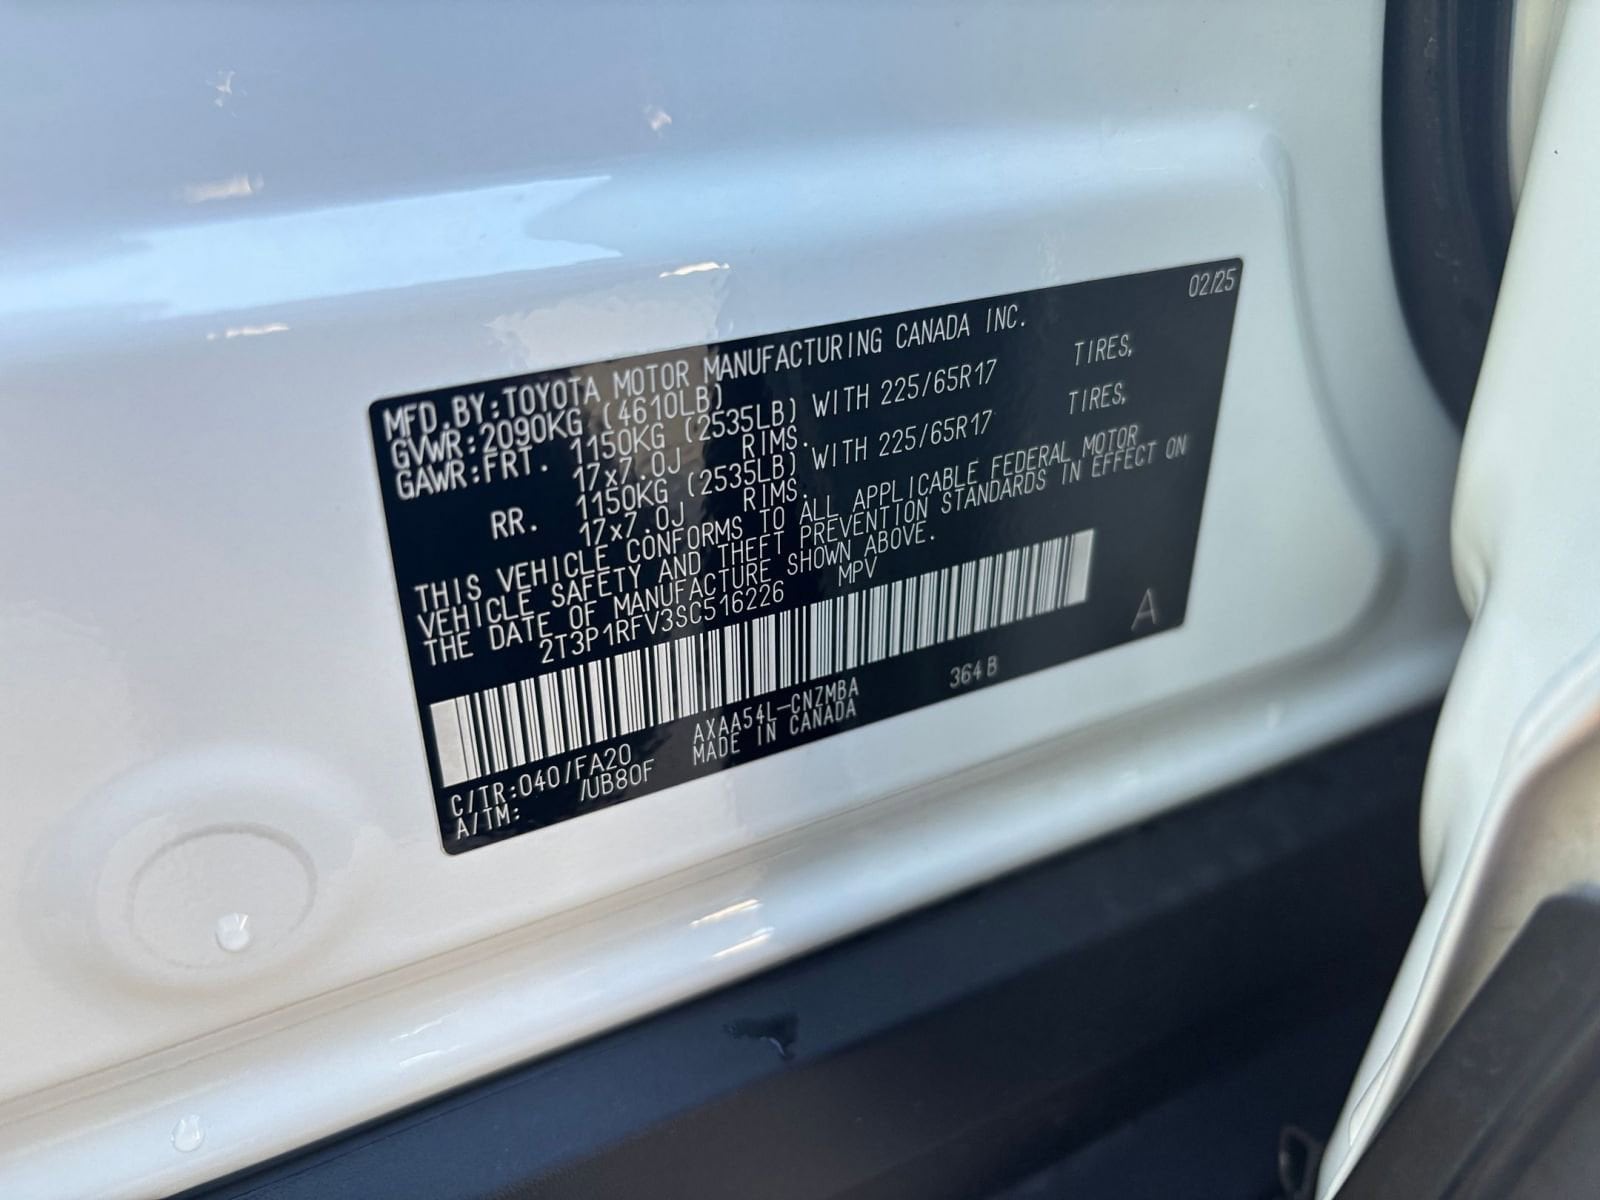 02/25
MFD.BY:TOYOTA MOTOR MANUFACTURING CANADA INC.
GVWR:2090KG (4610LB)
GAWR:FRT. 1150KG (2535LB) WITH 225/65R17 TIRES,
17x7.0J RIMS.
RR. 1150KG (2535LB) WITH 225/65R17 TIRES,
17x7.0J RIMS.
THIS VEHICLE CONFORMS TO ALL APPLICABLE FEDERAL MOTOR
VEHICLE SAFETY AND THEFT PREVENTION STANDARDS IN EFFECT ON
THE DATE OF MANUFACTURE SHOWN ABOVE.
2T3P1RFV3SC516226 MPV
A
C/TR:040/FA20 AXAA54L-CNZMBA 364B
A/TM: /UB80F MADE IN CANADA